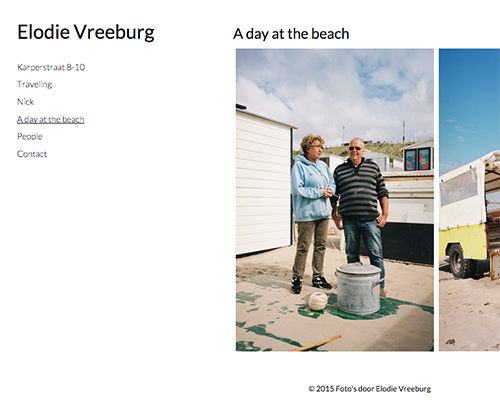 Elodie Vreeburg
Karperstraat 8-10
Traveling
Nick
A day at the beach
People
Contact
A day at the beach
© 2015 Foto's door Elodie Vreeburg